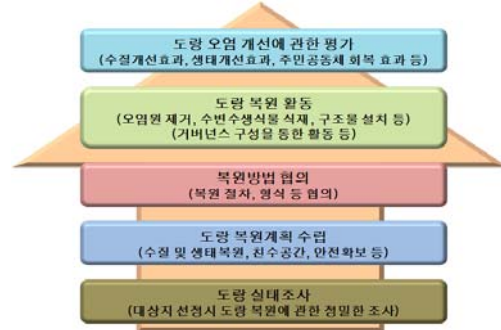 도랑 오염 개선에 관한 평가
(수질개선효과, 생태개선효과, 주민공동체 회복 효과 등)
도랑 복원 활동
(오염원 제거, 수변수생식물 식재, 구조물 설치 등)
(거버넌스 구성을 통한 활동 등)
복원방법 협의
(복원 절차, 형식 등 협의)
도랑 복원계획 수립
(수질 및 생태복원, 친수공간, 안전확보 등)
도랑 실태조사
(대상지 선정시 도랑 복원에 관한 정밀한 조사)